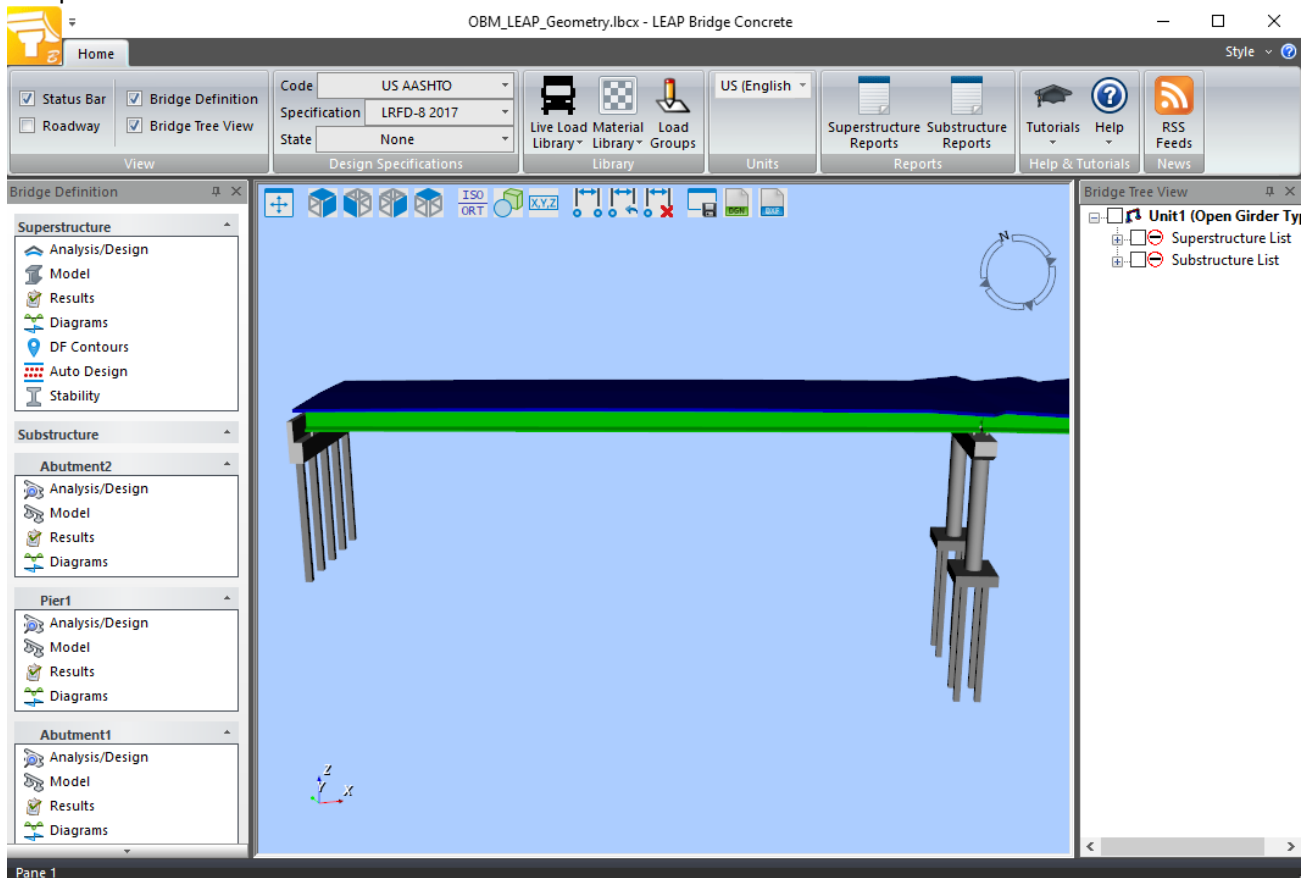 OBM_LEAP_Geometry.lbcx - LEAP Bridge Concrete
Home
Style
Status Bar
Bridge Definition
Roadway
Bridge Tree View
View
Code
US AASHTO
Specification
LRFD-8 2017
State
None
Design Specifications
Live Load Library
Material Library
Load Groups
Library
US (English
Units
Superstructure Reports
Substructure Reports
Reports
Tutorials
Help
Help & Tutorials
RSS Feeds
News
Bridge Definition
Superstructure
Analysis/Design
Model
Results
Diagrams
DF Contours
Auto Design
Stability
Substructure
Abutment2
Analysis/Design
Model
Results
Diagrams
Pier1
Analysis/Design
Model
Results
Diagrams
Abutment1
Analysis/Design
Model
Results
Diagrams
ISO
ORT
X,Y,Z
DGN
N
Z
Y
X
Bridge Tree View
Unit1 (Open Girder Ty
Superstructure List
Substructure List
Pane 1